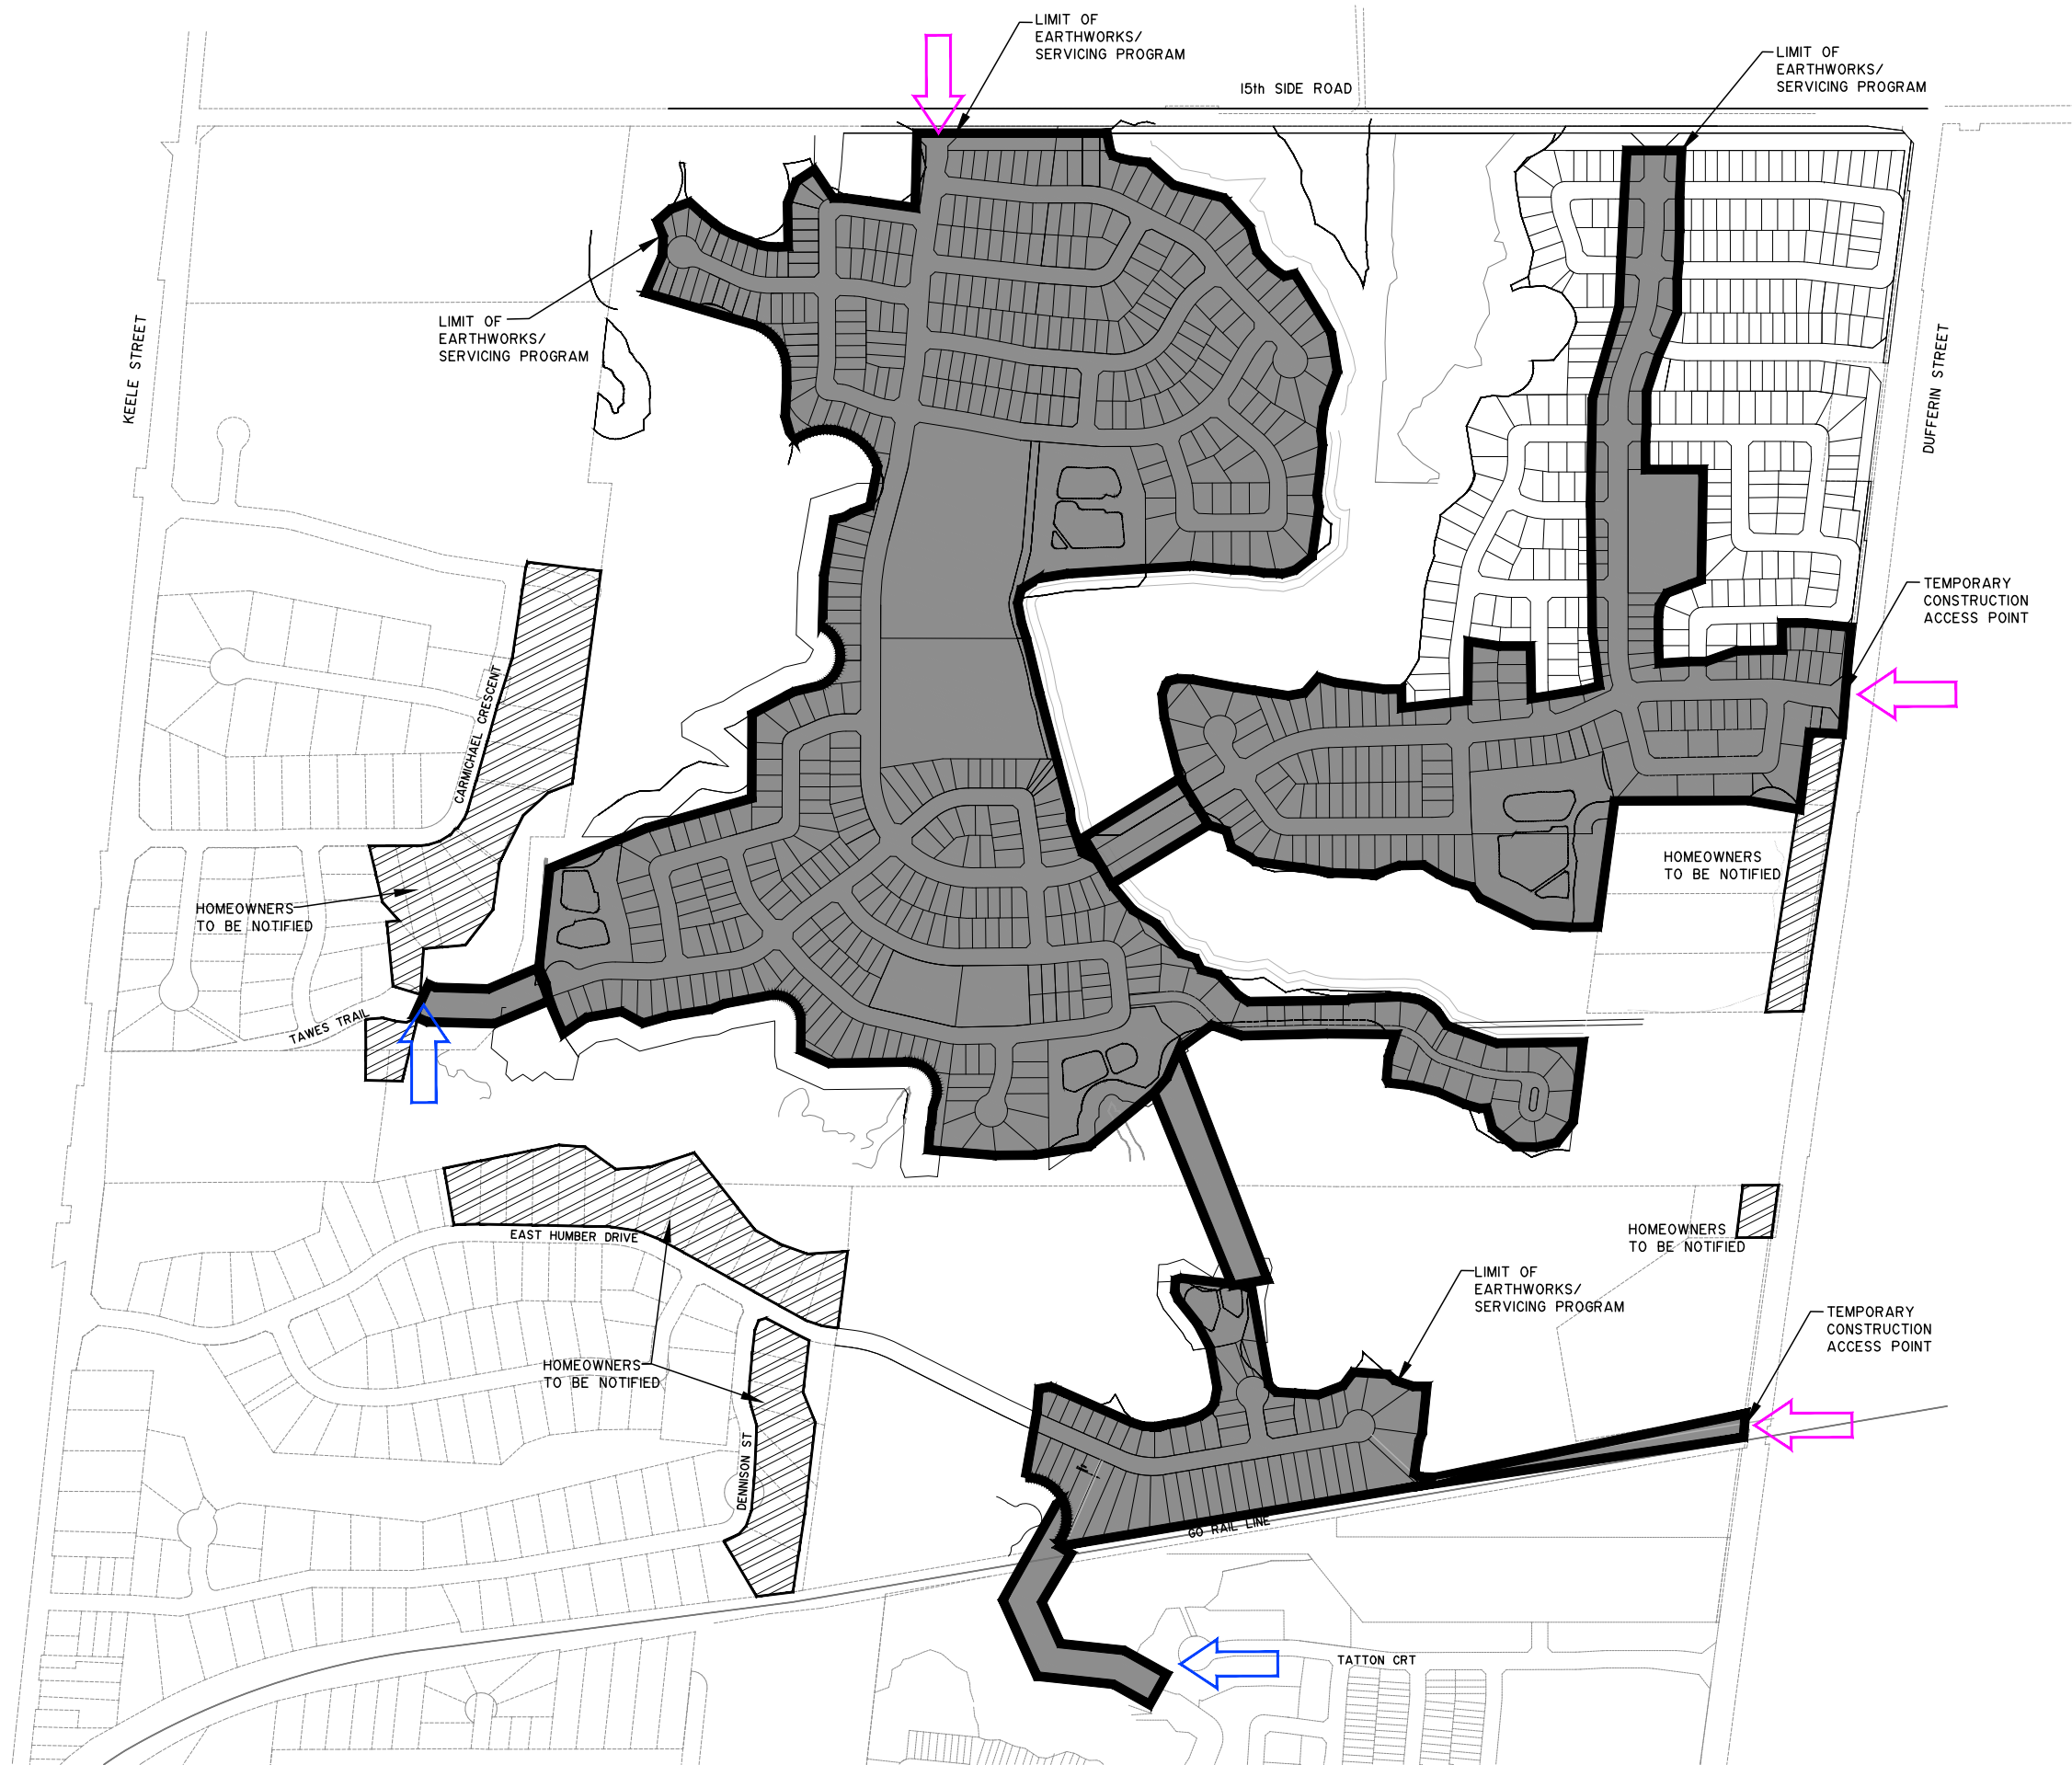 LIMIT OF
EARTHWORKS/
SERVICING PROGRAM
LIMIT OF
EARTHWORKS/
SERVICING PROGRAM
15th SIDE ROAD
LIMIT OF
EARTHWORKS/
SERVICING PROGRAM
KEELE STREET
DUFFERIN STREET
TEMPORARY
CONSTRUCTION
ACCESS POINT
CARMICHAEL CRESCENT
HOMEOWNERS
TO BE NOTIFIED
HOMEOWNERS
TO BE NOTIFIED
TAWES TRAIL
EAST HUMBER DRIVE
HOMEOWNERS
TO BE NOTIFIED
LIMIT OF
EARTHWORKS/
SERVICING PROGRAM
TEMPORARY
CONSTRUCTION
ACCESS POINT
HOMEOWNERS
TO BE NOTIFIED
DENNISON ST
GO RAIL LINE
TATTON CRT